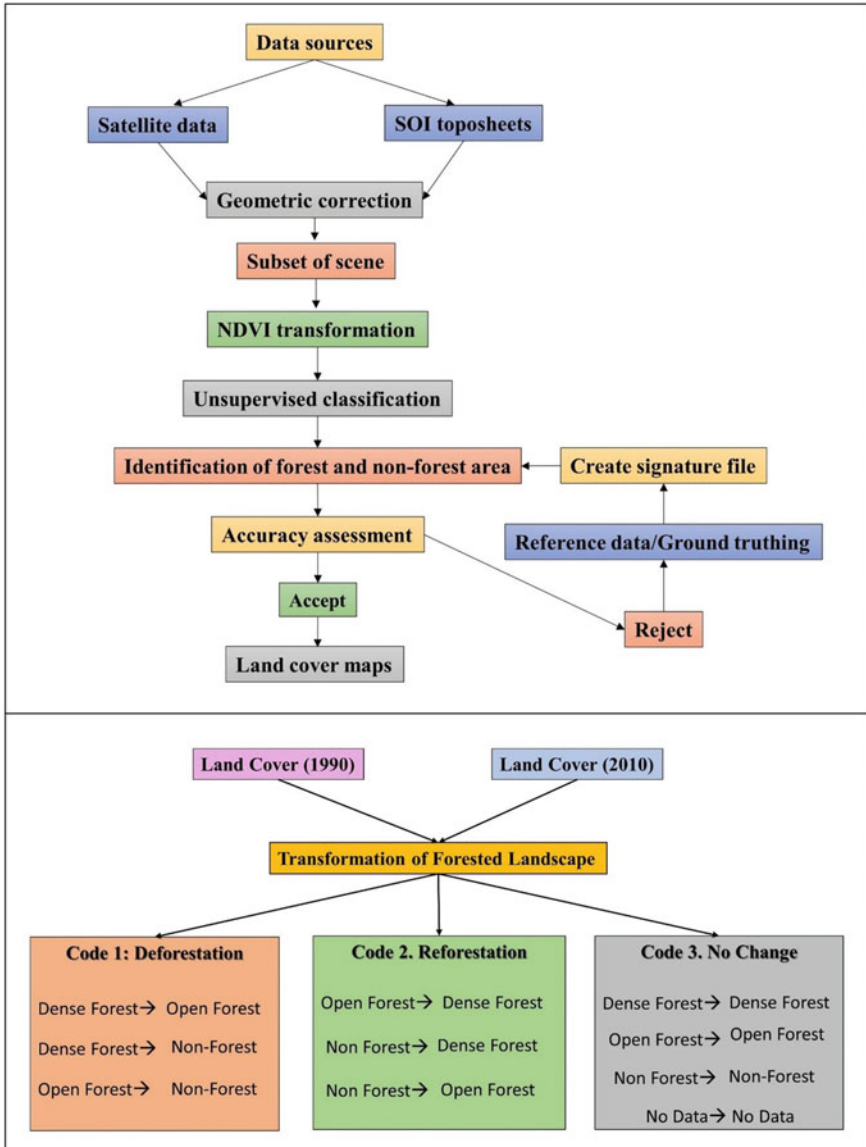 Data sources
Satellite data
SOI toposheets
Geometric correction
Subset of scene
NDVI transformation
Unsupervised classification
Identification of forest and non-forest area
Create signature file
Accuracy assessment
Reference data/Ground truthing
Accept
Reject
Land cover maps
Land Cover (1990)
Land Cover (2010)
Transformation of Forested Landscape
Code 1: Deforestation
Dense Forest→ Open Forest
Dense Forest→ Non-Forest
Open Forest→ Non-Forest
Code 2. Reforestation
Open Forest→ Dense Forest
Non Forest→ Dense Forest
Non Forest→ Open Forest
Code 3. No Change
Dense Forest→ Dense Forest
Open Forest→ Open Forest
Non Forest→ Non-Forest
No Data→ No Data